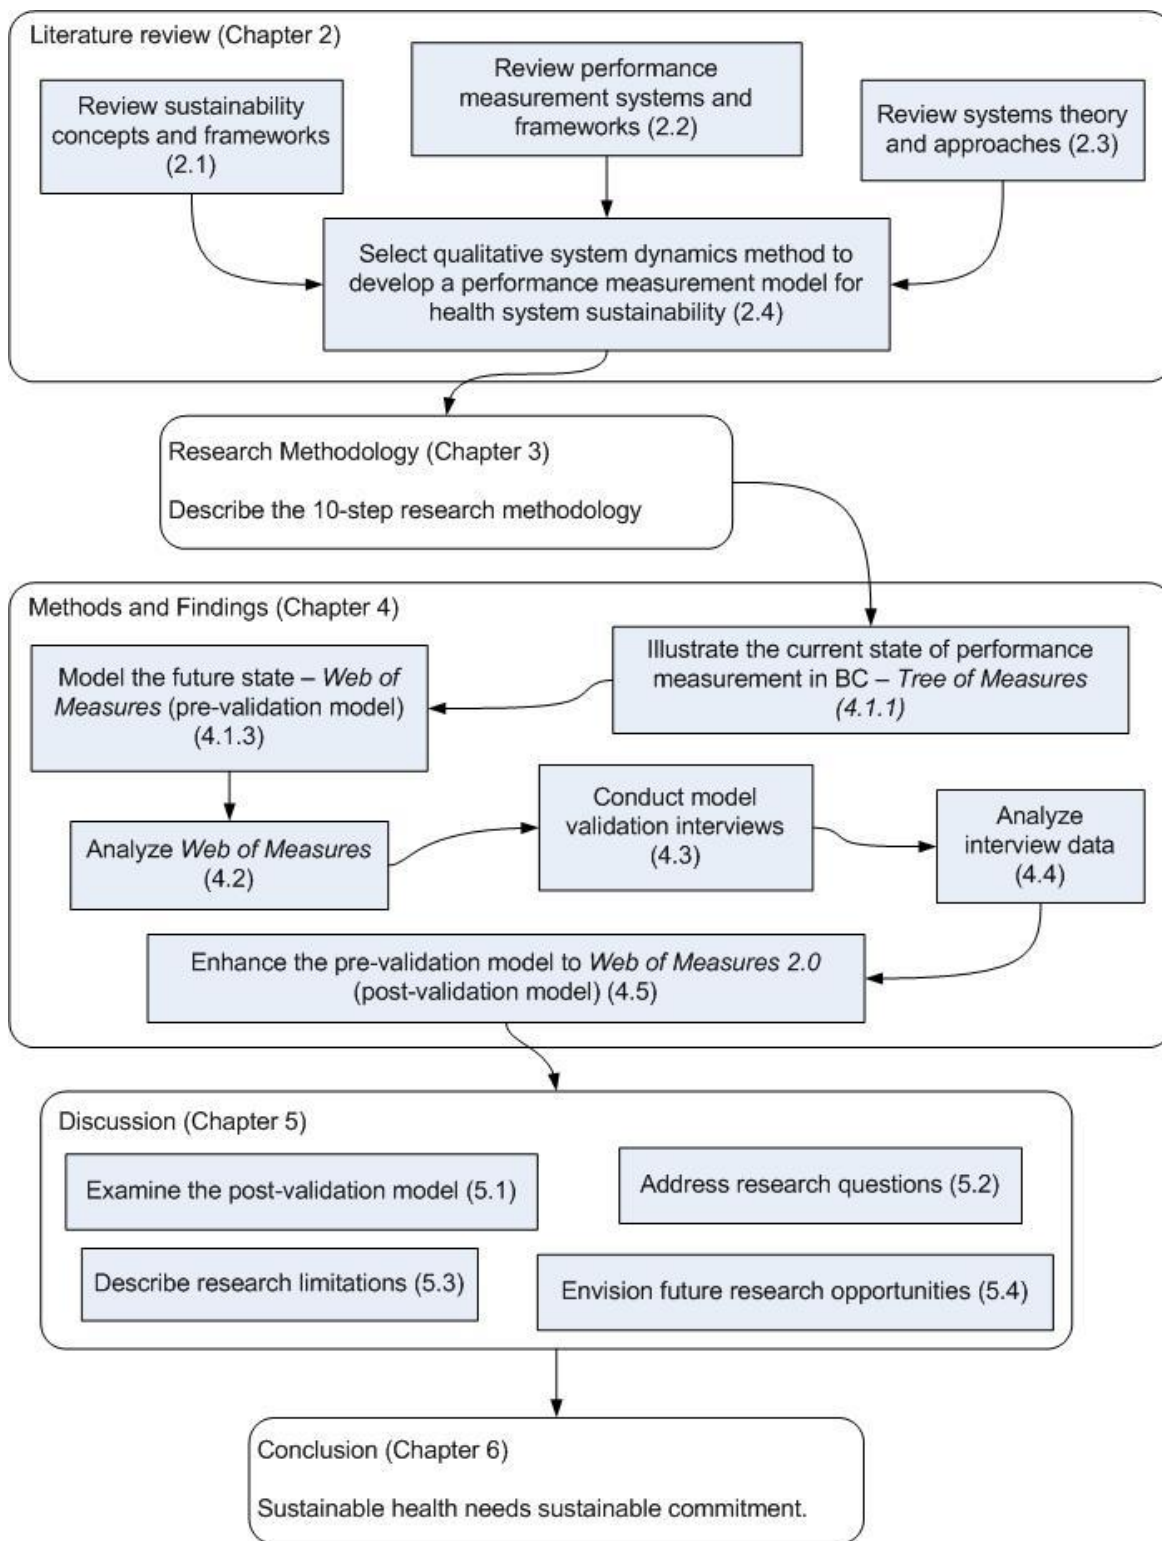 Literature review (Chapter 2)
Review sustainability
concepts and frameworks
(2.1)
Review performance
measurement systems and
frameworks (2.2)
Review systems theory
and approaches (2.3)
Select qualitative system dynamics method to
develop a performance measurement model for
health system sustainability (2.4)
Research Methodology (Chapter 3)
Describe the 10-step research methodology
Methods and Findings (Chapter 4)
Illustrate the current state of performance
measurement in BC – Tree of Measures
(4.1.1)
Model the future state – Web of
Measures (pre-validation model)
(4.1.3)
Analyze Web of Measures
(4.2)
Conduct model
validation interviews
(4.3)
Analyze
interview data
(4.4)
Enhance the pre-validation model to Web of Measures 2.0
(post-validation model) (4.5)
Discussion (Chapter 5)
Examine the post-validation model (5.1)
Address research questions (5.2)
Describe research limitations (5.3)
Envision future research opportunities (5.4)
Conclusion (Chapter 6)
Sustainable health needs sustainable commitment.